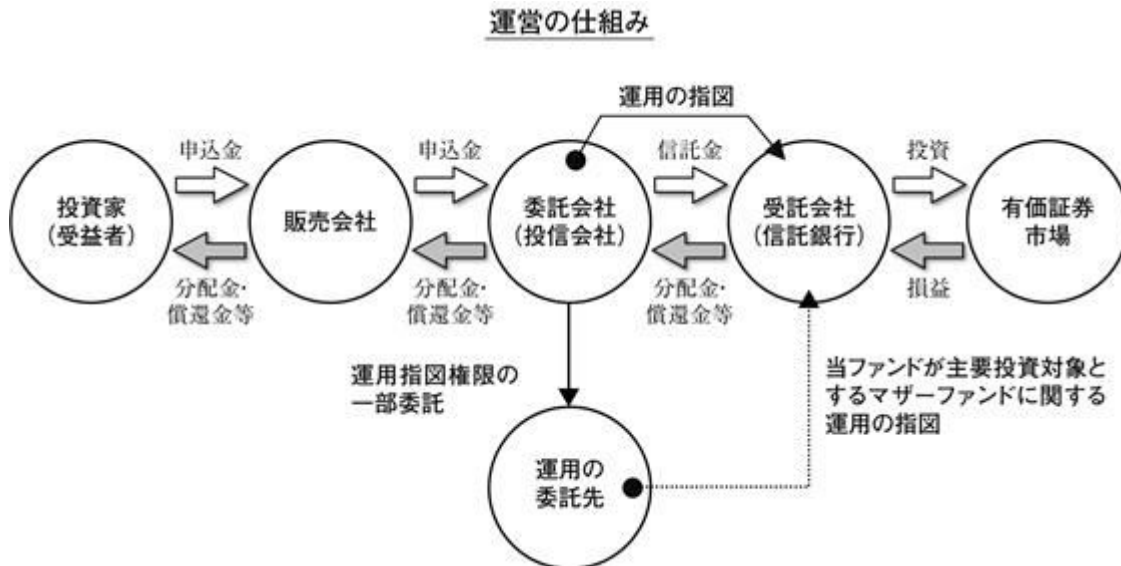 運営の仕組み
運用の指図
申込金
申込金
信託金
投資
投資家
(受益者)
販売会社
委託会社
(投信会社)
受託会社
(信託銀行)
有価証券
市場
分配金・
償還金等
分配金・
償還金等
分配金・
償還金等
損益
運用指図権限の
一部委託
当ファンドが主要投資対象と
するマザーファンドに関する
運用の指図
運用の
委託先